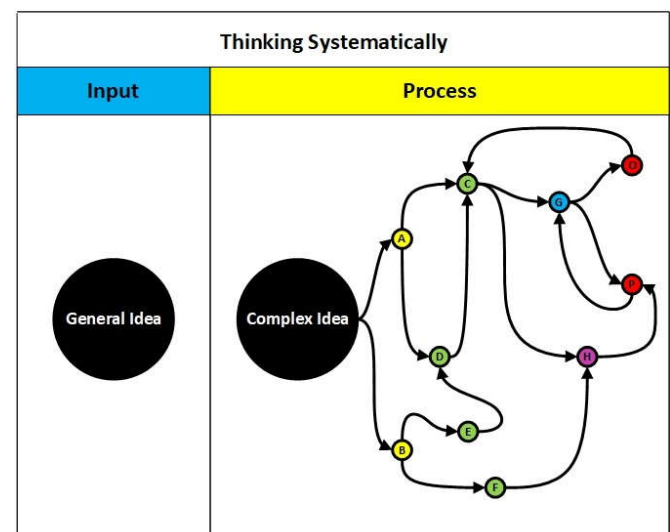 Thinking Systematically
Input
Process
General Idea
Complex Idea
A
B
C
D
E
F
G
H
O
P